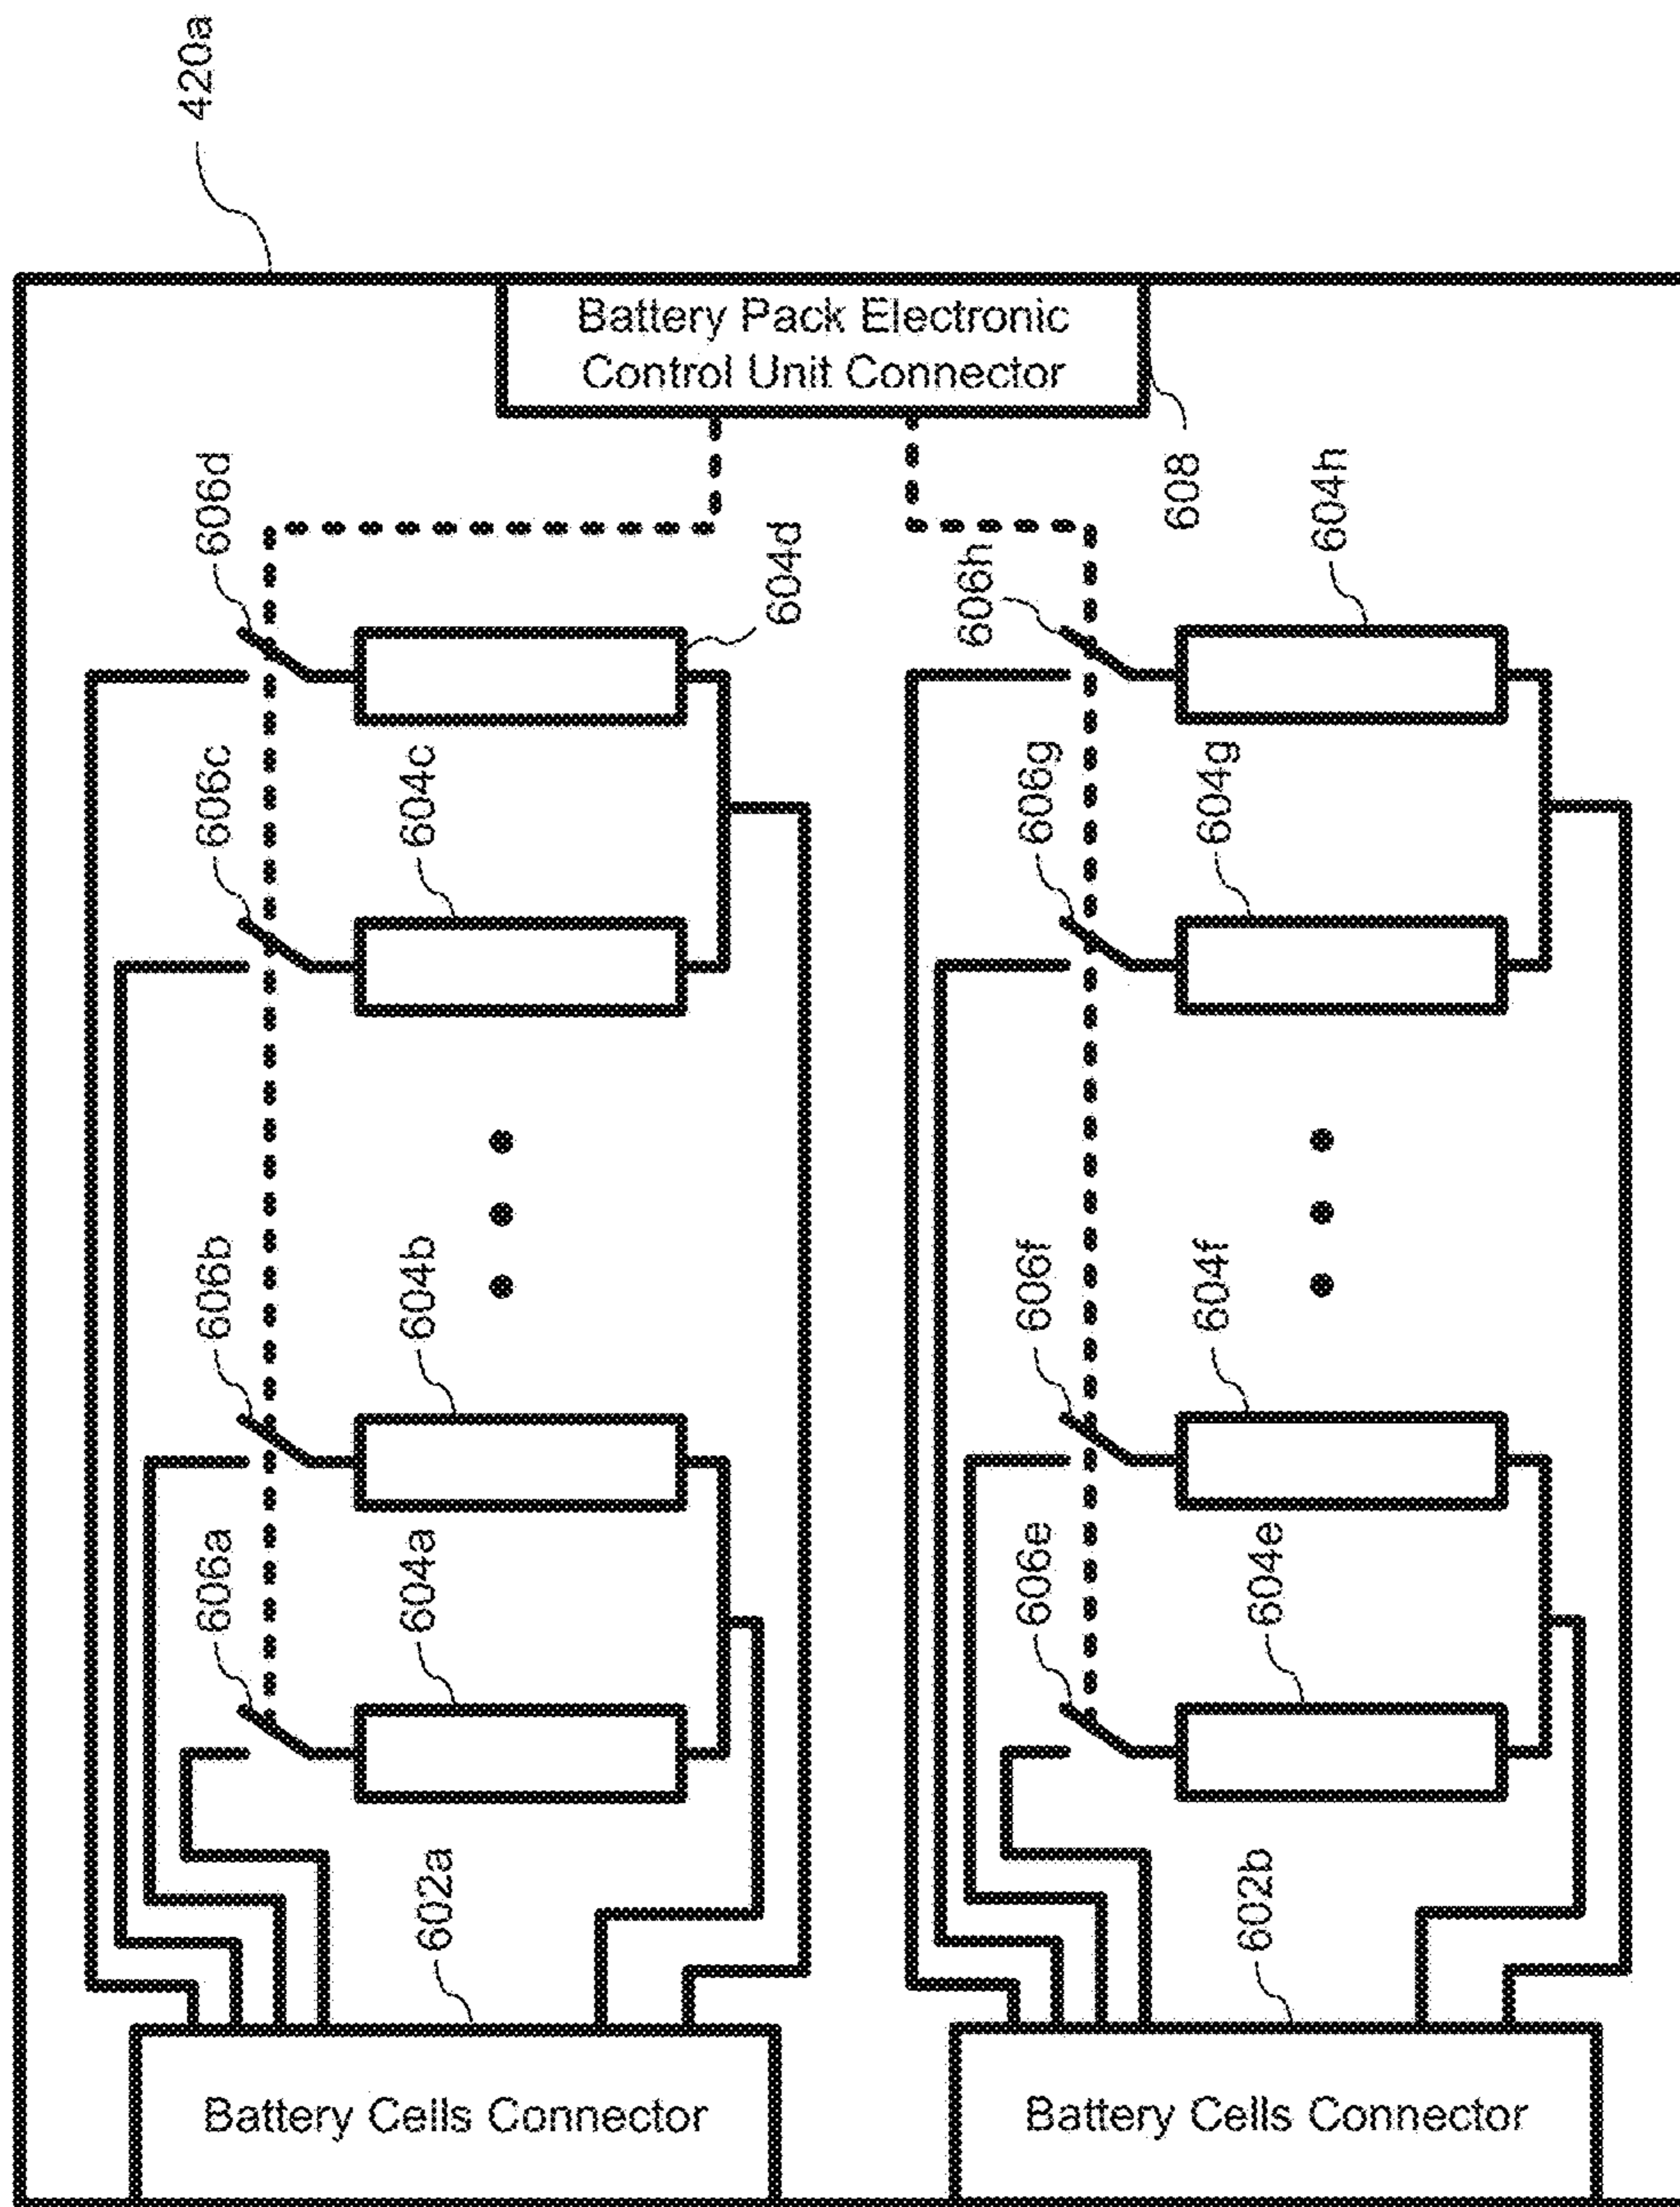 420a
Battery Pack Electronic
Control Unit Connector
608
606d
604d
606h
604h
606c
604c
606g
604g
606b
604b
606f
604f
606a
604a
606e
604e
602a
602b
Battery Cells Connector
Battery Cells Connector